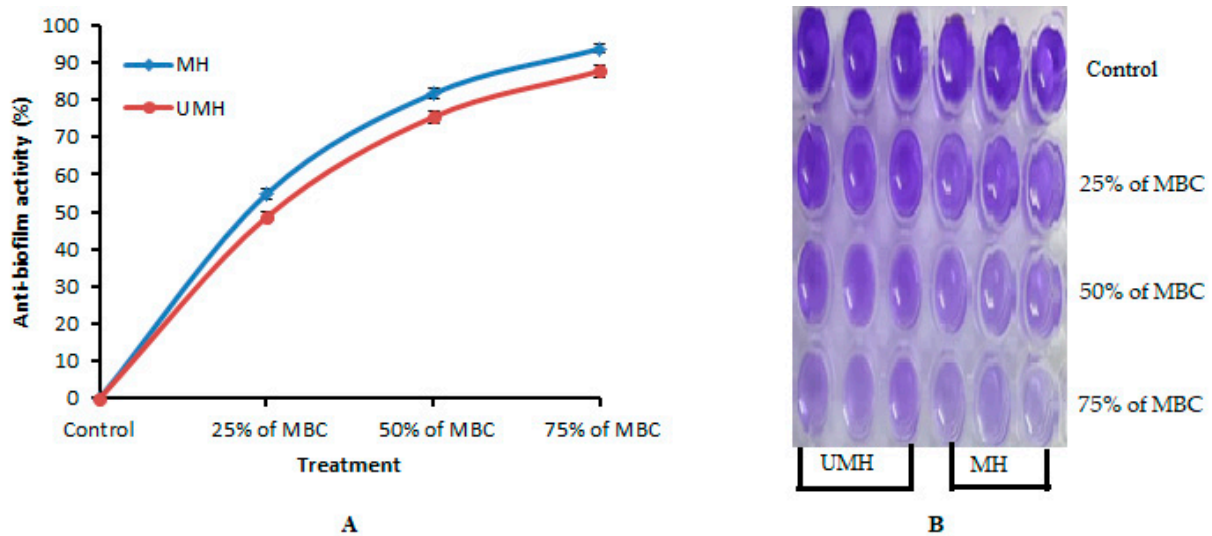 100
90
80
70
60
50
40
30
20
10
0
Anti-biofilm activity (%)
MH
UMH
Control
25% of MBC
50% of MBC
75% of MBC
Treatment
A
Control
25% of MBC
50% of MBC
75% of MBC
UMH
MH
B